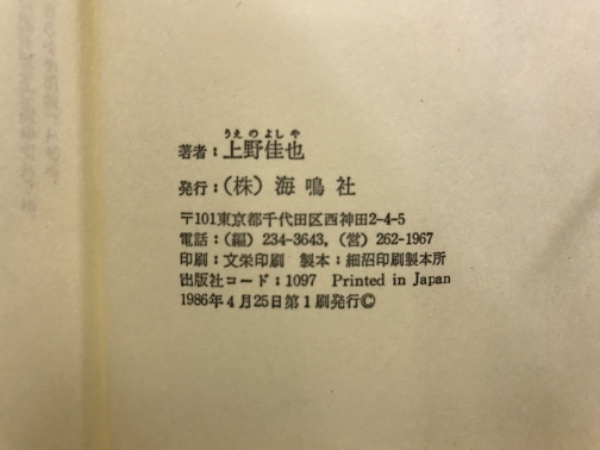 うえのよしや
著者：上野佳也
発行：（株）海鳴社
〒101東京都千代田区西神田2-4-5
電話：（編）234-3643,（営）262-1967
印刷：文栄印刷 製本：細沼印刷製本所
出版社コード：1097 Printed in Japan
1986年4月25日第1刷発行©